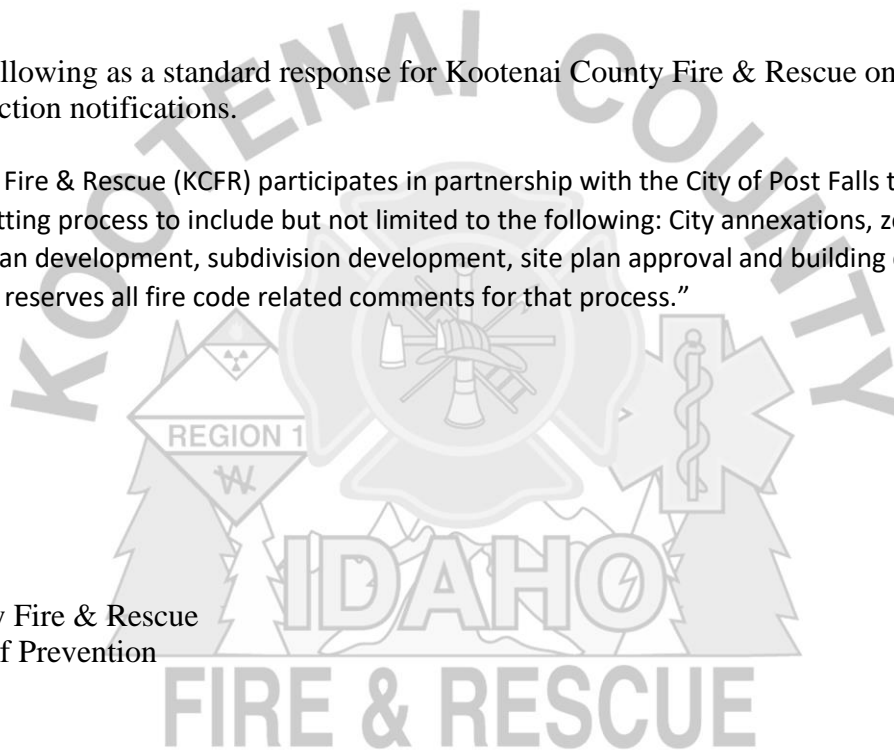 llowing as a standard response for Kootenai County Fire & Rescue on
ction notifications.
Fire & Rescue (KCFR) participates in partnership with the City of Post Falls t
tting process to include but not limited to the following: City annexations, z
an development, subdivision development, site plan approval and building
reserves all fire code related comments for that process.”
KOOTENAI COUNTY
REGION 1
W
IDAHO
y Fire & Rescue
f Prevention
FIRE & RESCUE